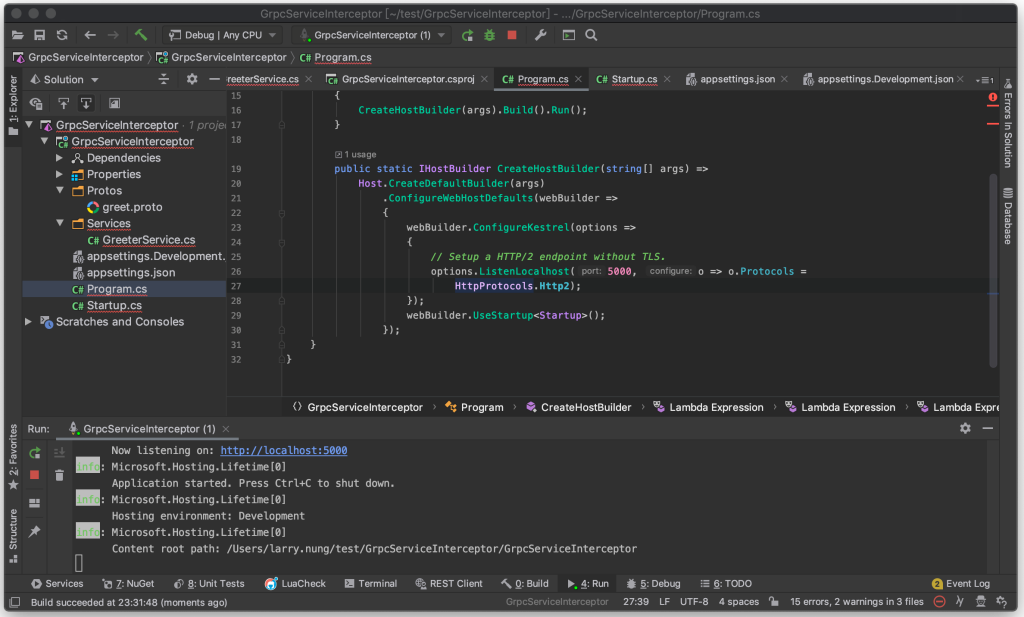 GrpcServiceInterceptor [~/test/GrpcServiceInterceptor] - .../GrpcServiceInterceptor/Program.cs
Debug | Any CPU
GrpcServiceInterceptor (1)
GrpcServiceInterceptor
GrpcServiceInterceptor
C# Program.cs
Solution
reeterService.cs
GrpcServiceInterceptor.csproj
C# Program.cs
C# Startup.cs
appsettings.json
appsettings.Development.json
1: Explorer
GrpcServiceInterceptor · 1 proje
GrpcServiceInterceptor
Dependencies
Properties
Protos
greet.proto
Services
C# GreeterService.cs
appsettings.Development.
appsettings.json
C# Program.cs
C# Startup.cs
Scratches and Consoles
15 {
16 CreateHostBuilder(args).Build().Run();
17 }
18
1 usage
19 public static IHostBuilder CreateHostBuilder(string[] args) =>
20 Host.CreateDefaultBuilder(args)
21 .ConfigureWebHostDefaults(webBuilder =>
22 {
23 webBuilder.ConfigureKestrel(options =>
24 {
25 // Setup a HTTP/2 endpoint without TLS.
26 options.ListenLocalhost( port: 5000, configure: o => o.Protocols =
27 HttpProtocols.Http2);
28 });
29 webBuilder.UseStartup<Startup>();
30 });
31 }
32 }
Errors In Solution
Database
GrpcServiceInterceptor
Program
CreateHostBuilder
Lambda Expression
Lambda Expression
Lambda Expre
Run:
GrpcServiceInterceptor (1)
2: Favorites
Structure
Now listening on: http://localhost:5000
info: Microsoft.Hosting.Lifetime[0]
Application started. Press Ctrl+C to shut down.
info: Microsoft.Hosting.Lifetime[0]
Hosting environment: Development
info: Microsoft.Hosting.Lifetime[0]
Content root path: /Users/larry.nung/test/GrpcServiceInterceptor/GrpcServiceInterceptor
Services
7: NuGet
8: Unit Tests
LuaCheck
Terminal
REST Client
0: Build
4: Run
5: Debug
6: TODO
2 Event Log
Build succeeded at 23:31:48 (moments ago)
GrpcServiceInterceptor
27:39
LF
UTF-8
4 spaces
15 errors, 2 warnings in 3 files